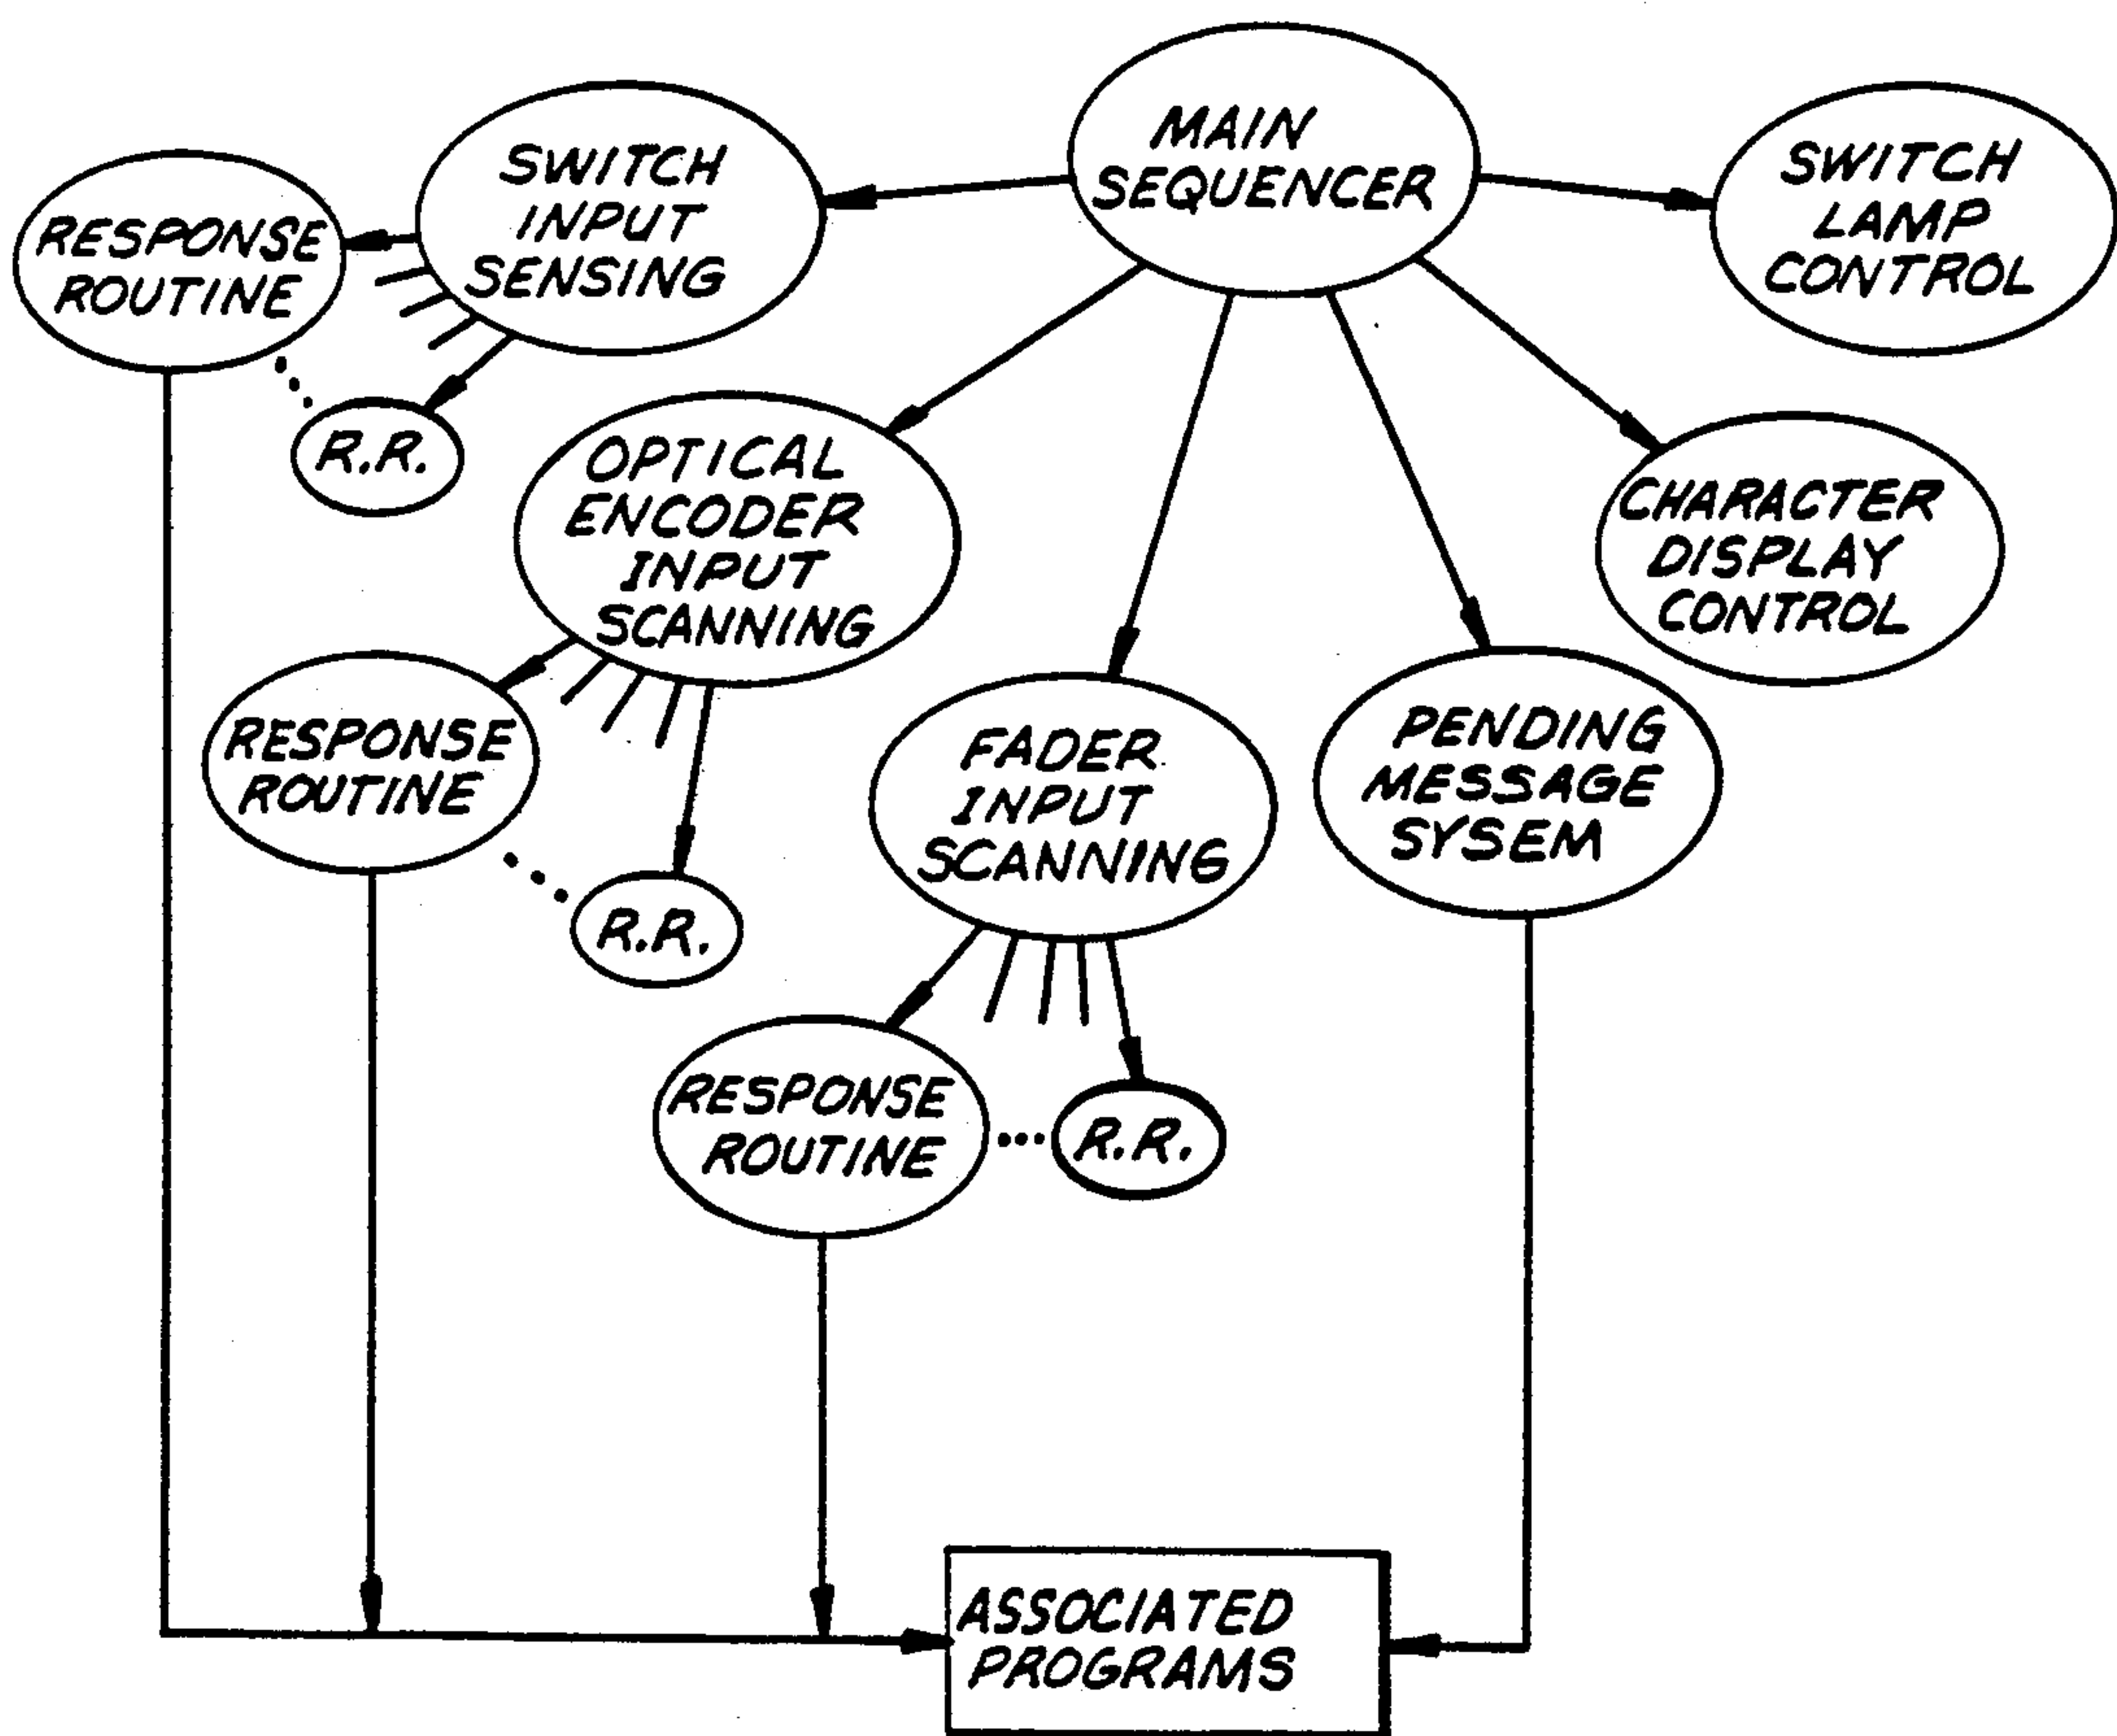 MAIN
SEQUENCER
SWITCH
INPUT
SENSING
SWITCH
LAMP
CONTROL
RESPONSE
ROUTINE
R.R.
OPTICAL
ENCODER
INPUT
SCANNING
CHARACTER
DISPLAY
CONTROL
RESPONSE
ROUTINE
R.R.
FADER
INPUT
SCANNING
PENDING
MESSAGE
SYSEM
RESPONSE
ROUTINE
R.R.
ASSOCIATED
PROGRAMS